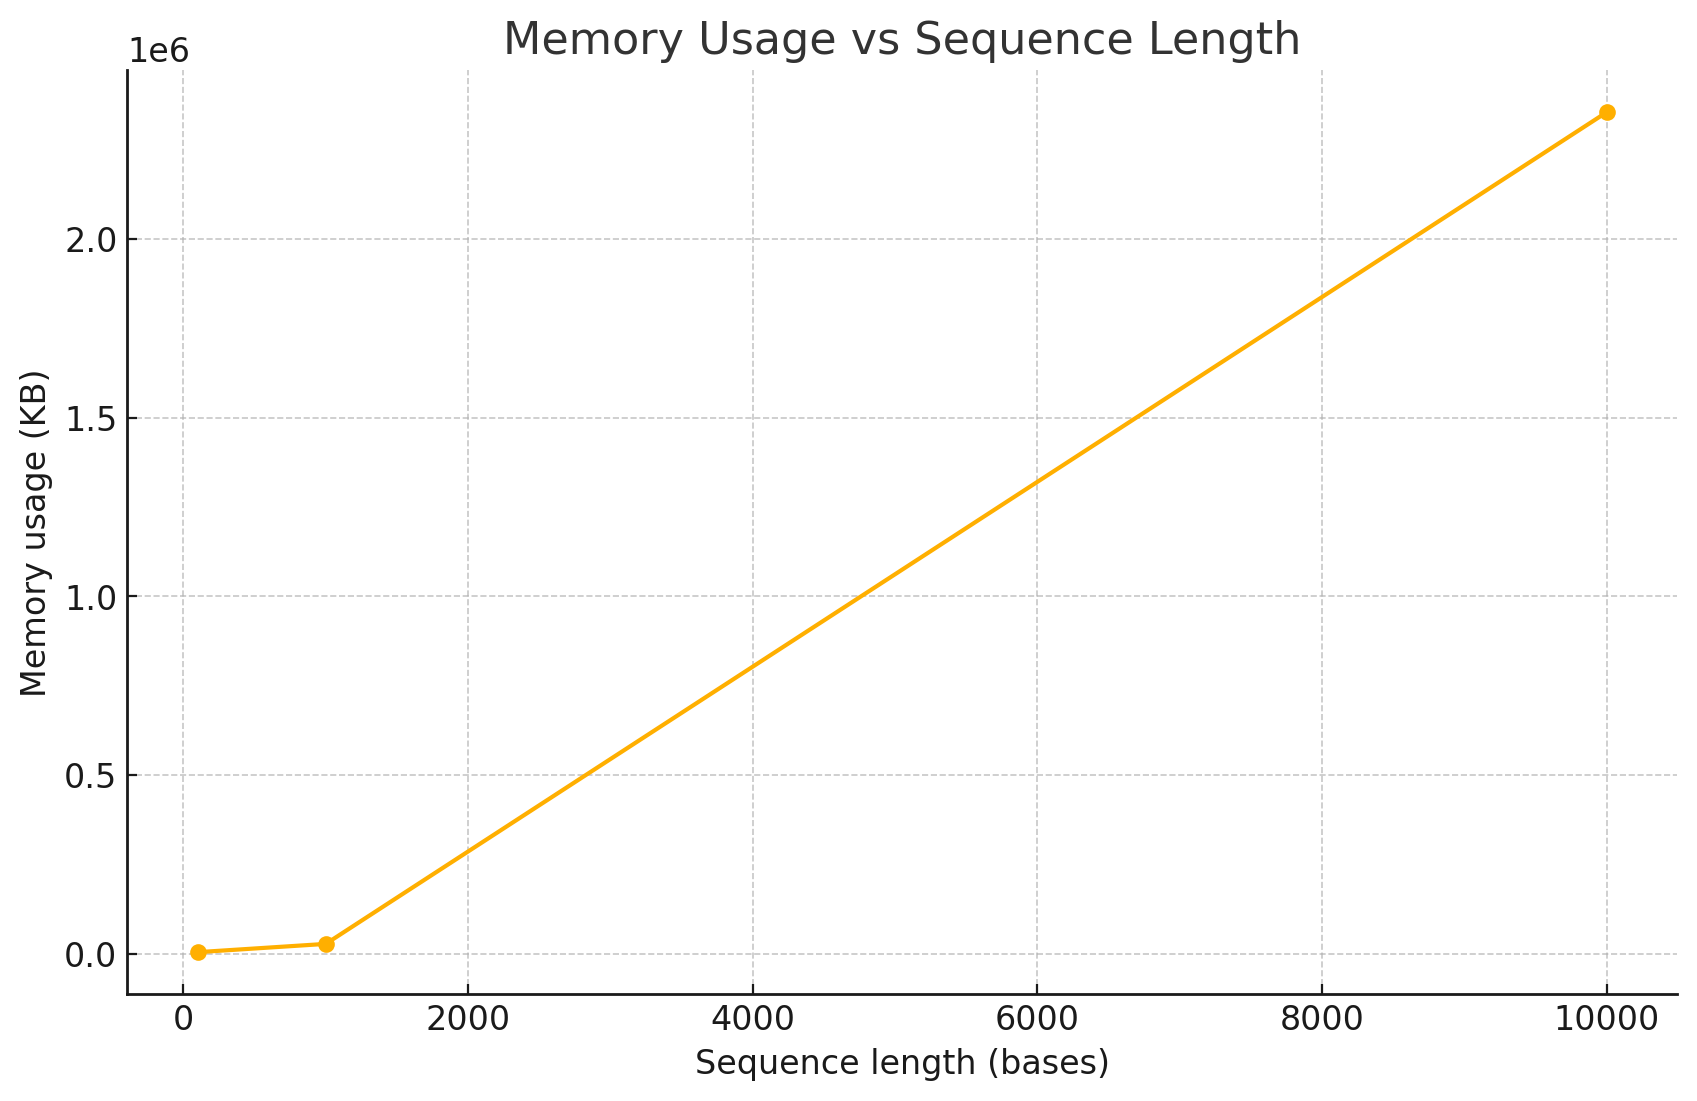 Memory Usage vs Sequence Length
1e6
2.0
1.5
1.0
0.5
0.0
Memory usage (KB)
0 2000 4000 6000 8000 10000
Sequence length (bases)